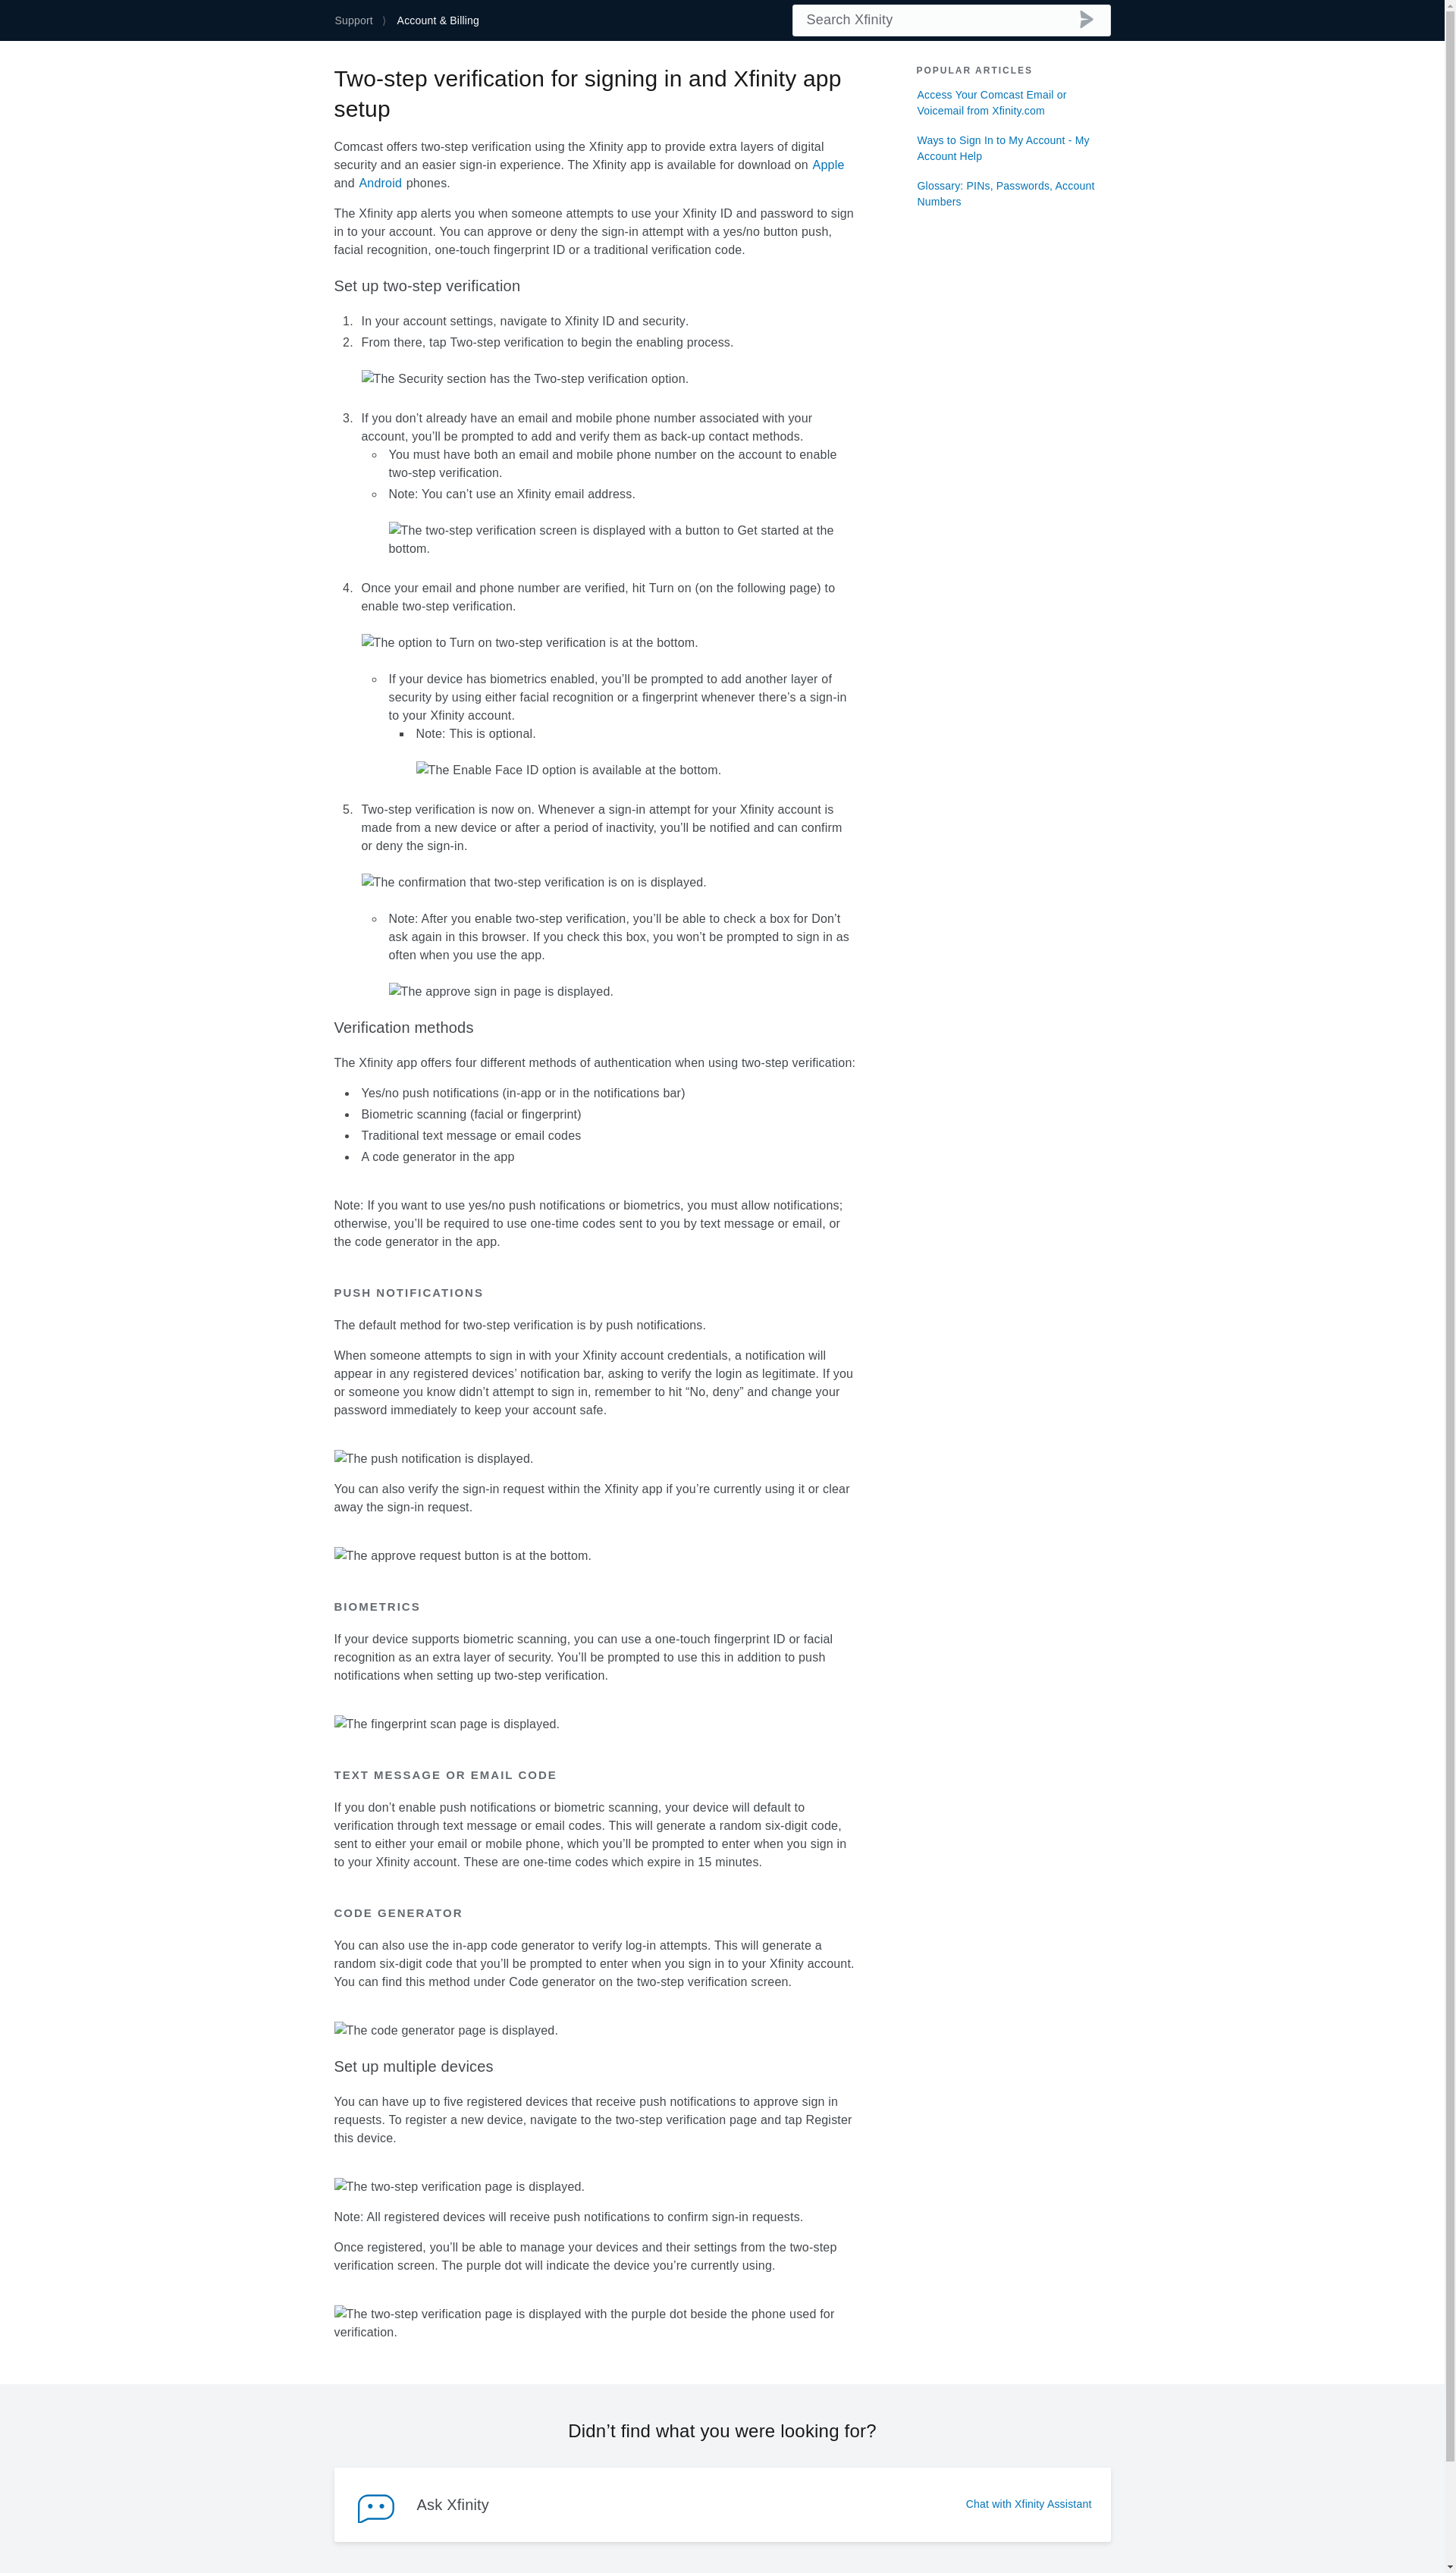 Support
Account & Billing
Search Xfinity
Two-step verification for signing in and Xfinity app
setup
Comcast offers two-step verification using the Xfinity app to provide extra layers of digital
security and an easier sign-in experience. The Xfinity app is available for download on Apple
and Android phones.
The Xfinity app alerts you when someone attempts to use your Xfinity ID and password to sign
in to your account. You can approve or deny the sign-in attempt with a yes/no button push,
facial recognition, one-touch fingerprint ID or a traditional verification code.
Set up two-step verification
1. In your account settings, navigate to Xfinity ID and security.
2. From there, tap Two-step verification to begin the enabling process.
The Security section has the Two-step verification option.
3. If you don’t already have an email and mobile phone number associated with your
account, you’ll be prompted to add and verify them as back-up contact methods.
You must have both an email and mobile phone number on the account to enable
two-step verification.
Note: You can’t use an Xfinity email address.
The two-step verification screen is displayed with a button to Get started at the
bottom.
4. Once your email and phone number are verified, hit Turn on (on the following page) to
enable two-step verification.
The option to Turn on two-step verification is at the bottom.
If your device has biometrics enabled, you’ll be prompted to add another layer of
security by using either facial recognition or a fingerprint whenever there’s a sign-in
to your Xfinity account.
Note: This is optional.
The Enable Face ID option is available at the bottom.
5. Two-step verification is now on. Whenever a sign-in attempt for your Xfinity account is
made from a new device or after a period of inactivity, you’ll be notified and can confirm
or deny the sign-in.
The confirmation that two-step verification is on is displayed.
Note: After you enable two-step verification, you’ll be able to check a box for Don’t
ask again in this browser. If you check this box, you won’t be prompted to sign in as
often when you use the app.
The approve sign in page is displayed.
Verification methods
The Xfinity app offers four different methods of authentication when using two-step verification:
Yes/no push notifications (in-app or in the notifications bar)
Biometric scanning (facial or fingerprint)
Traditional text message or email codes
A code generator in the app
Note: If you want to use yes/no push notifications or biometrics, you must allow notifications;
otherwise, you’ll be required to use one-time codes sent to you by text message or email, or
the code generator in the app.
PUSH NOTIFICATIONS
The default method for two-step verification is by push notifications.
When someone attempts to sign in with your Xfinity account credentials, a notification will
appear in any registered devices’ notification bar, asking to verify the login as legitimate. If you
or someone you know didn’t attempt to sign in, remember to hit “No, deny” and change your
password immediately to keep your account safe.
The push notification is displayed.
You can also verify the sign-in request within the Xfinity app if you’re currently using it or clear
away the sign-in request.
The approve request button is at the bottom.
BIOMETRICS
If your device supports biometric scanning, you can use a one-touch fingerprint ID or facial
recognition as an extra layer of security. You’ll be prompted to use this in addition to push
notifications when setting up two-step verification.
The fingerprint scan page is displayed.
TEXT MESSAGE OR EMAIL CODE
If you don’t enable push notifications or biometric scanning, your device will default to
verification through text message or email codes. This will generate a random six-digit code,
sent to either your email or mobile phone, which you’ll be prompted to enter when you sign in
to your Xfinity account. These are one-time codes which expire in 15 minutes.
CODE GENERATOR
You can also use the in-app code generator to verify log-in attempts. This will generate a
random six-digit code that you’ll be prompted to enter when you sign in to your Xfinity account.
You can find this method under Code generator on the two-step verification screen.
The code generator page is displayed.
Set up multiple devices
You can have up to five registered devices that receive push notifications to approve sign in
requests. To register a new device, navigate to the two-step verification page and tap Register
this device.
The two-step verification page is displayed.
Note: All registered devices will receive push notifications to confirm sign-in requests.
Once registered, you’ll be able to manage your devices and their settings from the two-step
verification screen. The purple dot will indicate the device you’re currently using.
The two-step verification page is displayed with the purple dot beside the phone used for
verification.
POPULAR ARTICLES
Access Your Comcast Email or
Voicemail from Xfinity.com
Ways to Sign In to My Account - My
Account Help
Glossary: PINs, Passwords, Account
Numbers
Didn’t find what you were looking for?
Ask Xfinity
Chat with Xfinity Assistant